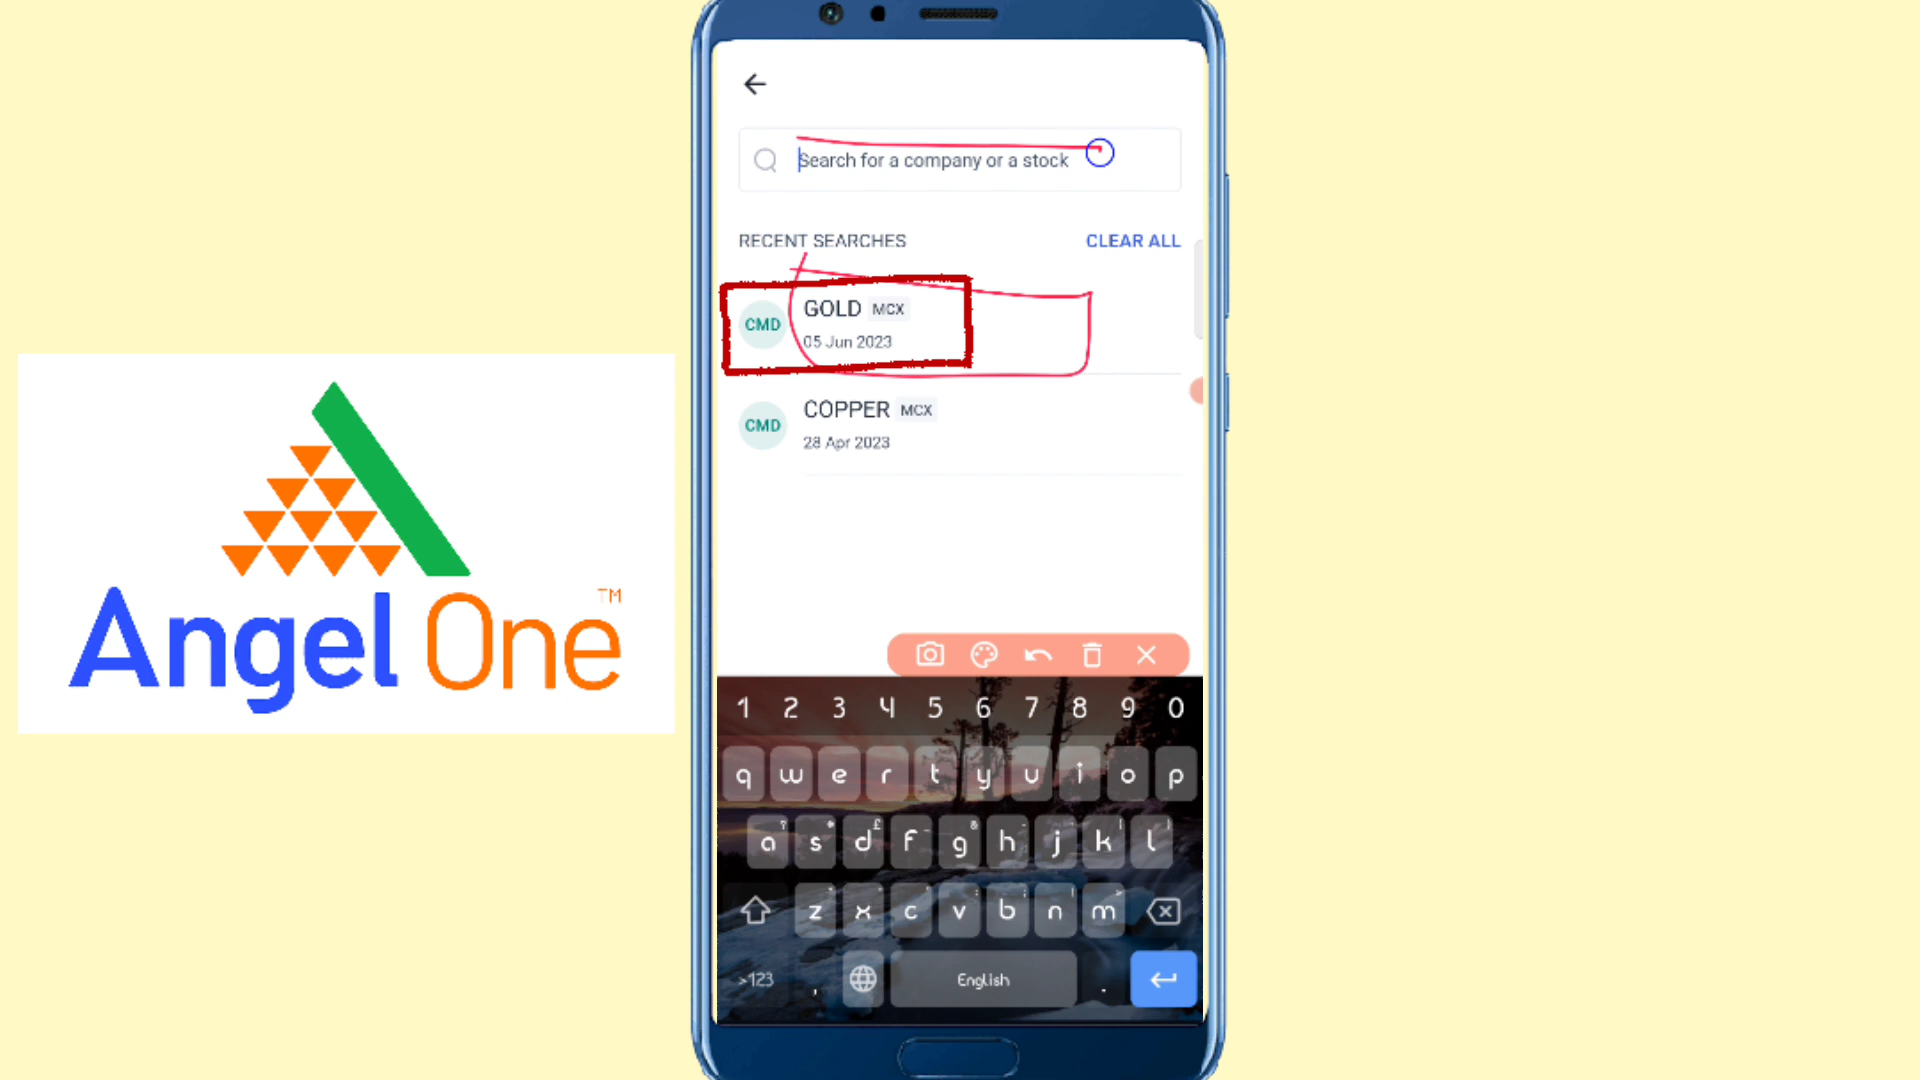 Search for a company or a stock
RECENT SEARCHES
CLEAR ALL
CMD
GOLD MCX
05 Jun 2023
CMD
COPPER MCX
28 Apr 2023
Angel One TM
1 2 3 4 5 6 7 8 9 0
q w e r t y u i o p
a s d f g h j k l
z x c v b n m
>123 , English .